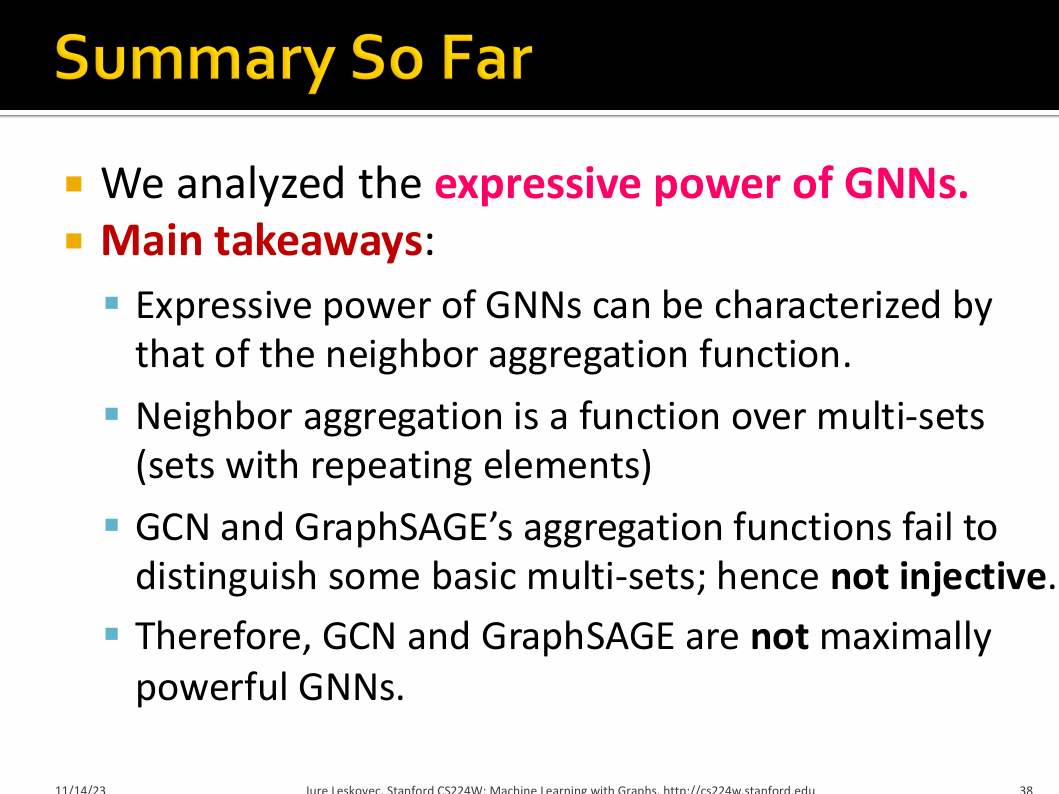 Summary So Far
We analyzed the expressive power of GNNs.
Main takeaways:
Expressive power of GNNs can be characterized by
that of the neighbor aggregation function.
Neighbor aggregation is a function over multi-sets
(sets with repeating elements)
GCN and GraphSAGE’s aggregation functions fail to
distinguish some basic multi-sets; hence not injective.
Therefore, GCN and GraphSAGE are not maximally
powerful GNNs.
11/14/23 Jure Leskovec, Stanford CS224W: Machine Learning with Graphs, http://cs224w.stanford.edu 38